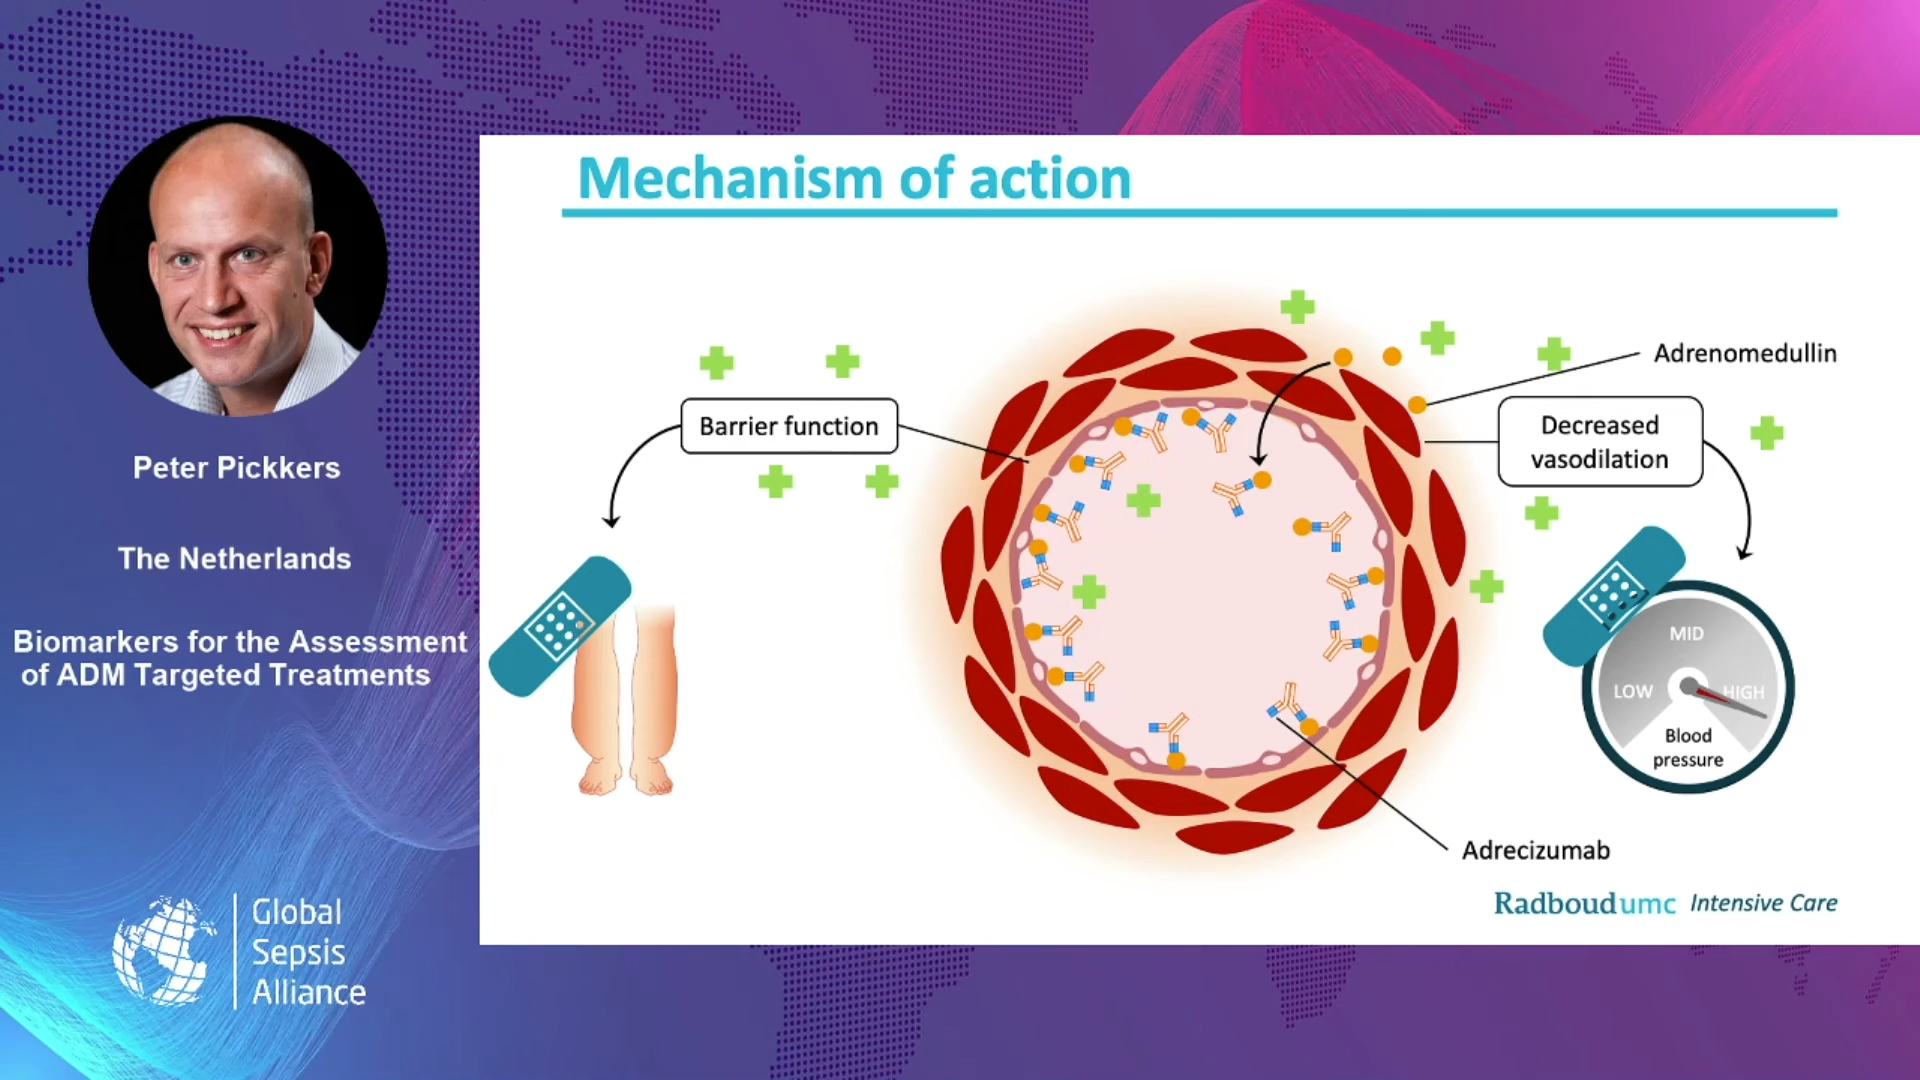 Mechanism of action
Adrenomedullin
Barrier function
Decreased
vasodilation
Peter Pickkers
The Netherlands
Biomarkers for the Assessment
of ADM Targeted Treatments
MID
LOW
HIGH
Blood
pressure
Adrecizumab
Radboudumc Intensive Care
Global
Sepsis
Alliance